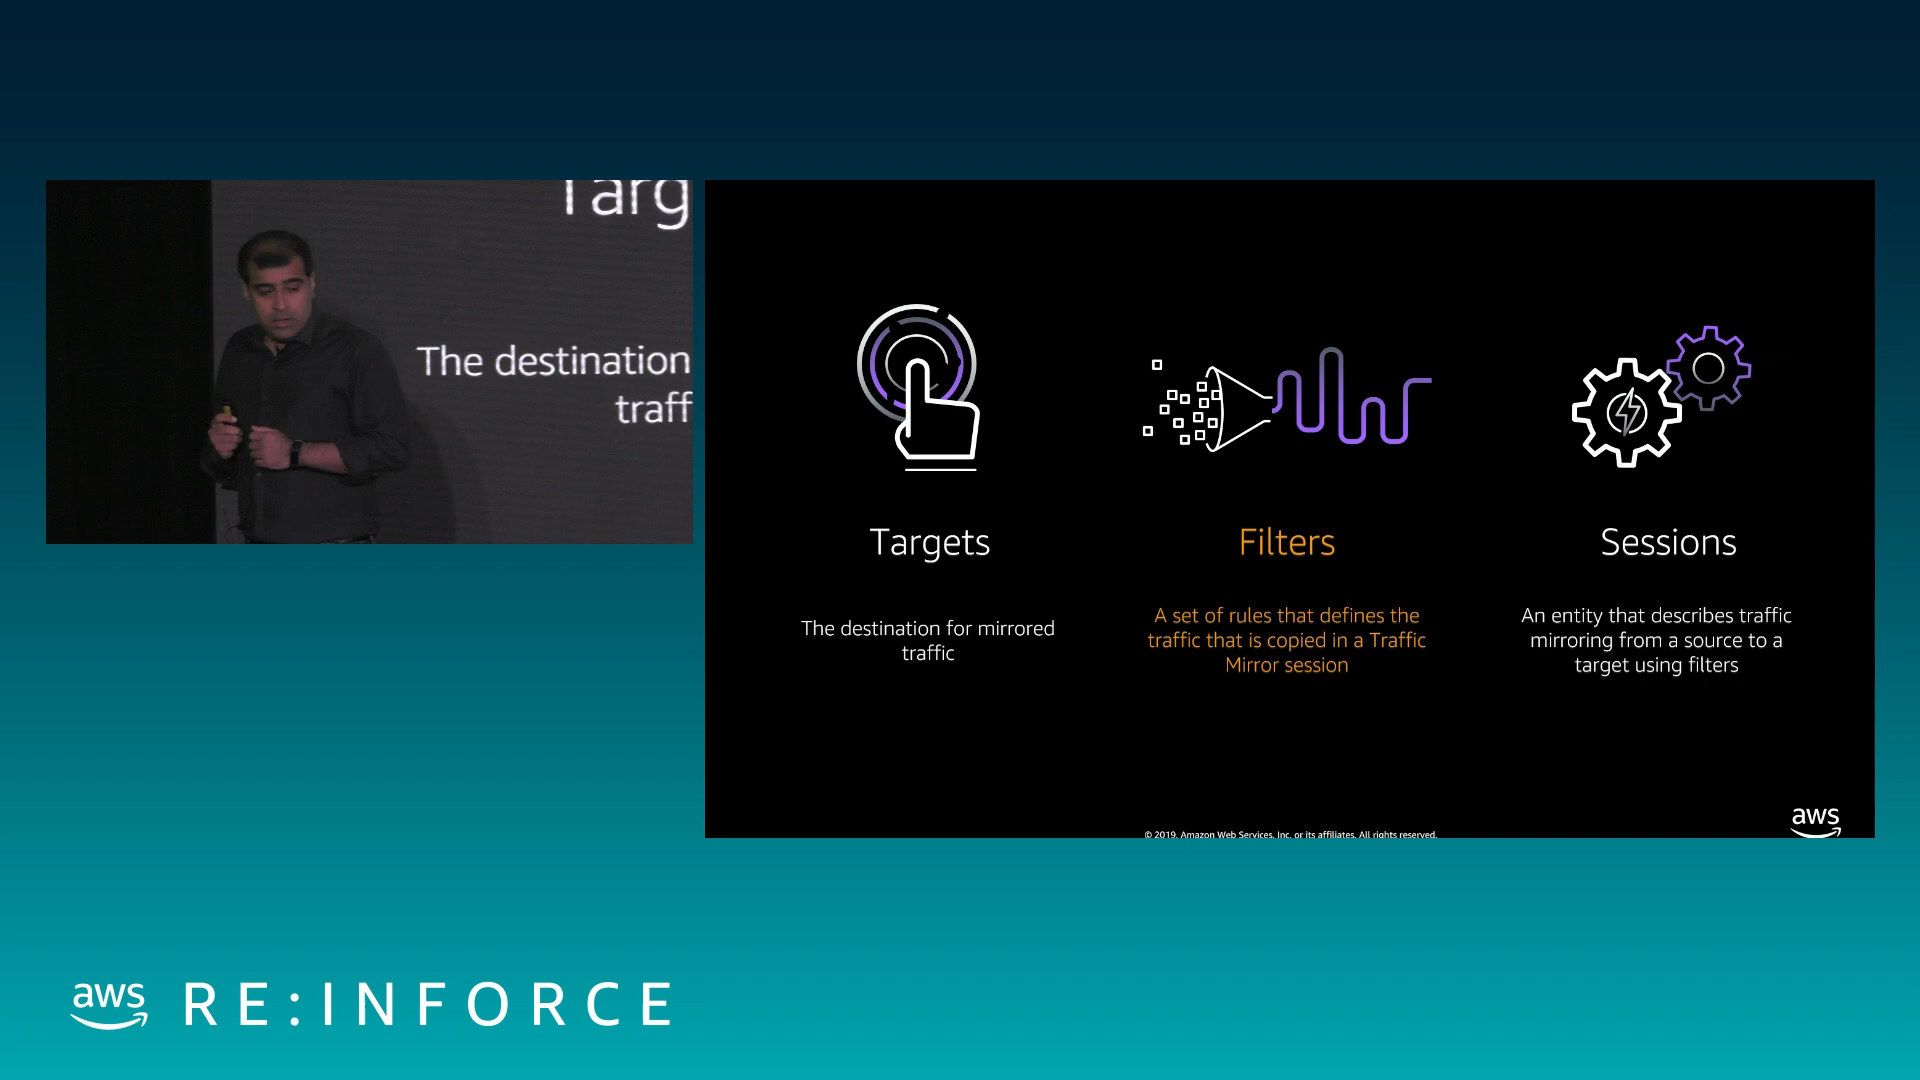 Targ
The destination
traff
Targets
The destination for mirrored
traffic
Filters
A set of rules that defines the
traffic that is copied in a Traffic
Mirror session
Sessions
An entity that describes traffic
mirroring from a source to a
target using filters
© 2019, Amazon Web Services, Inc. or its affiliates. All rights reserved.
aws
aws RE:INFORCE